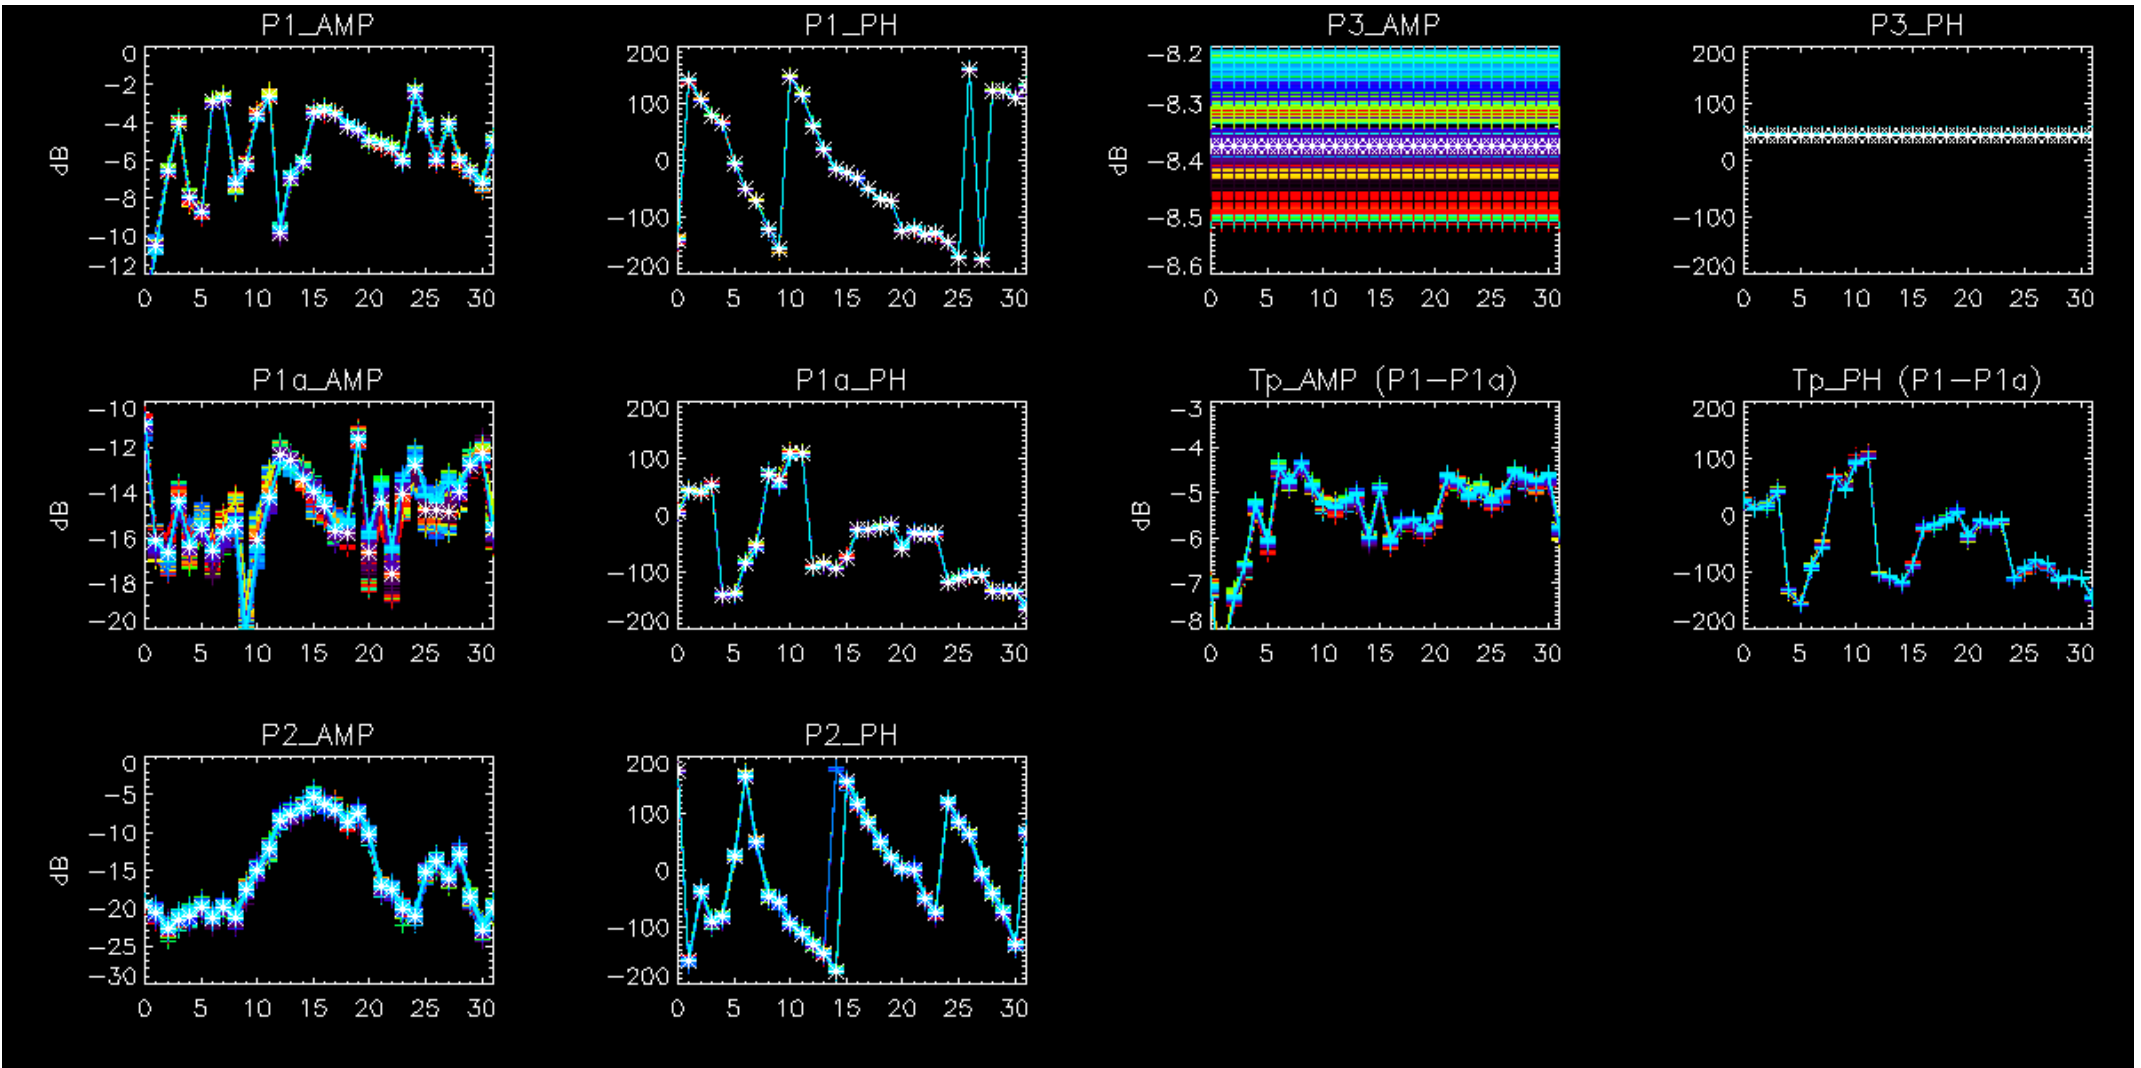 P1_AMP
P1_PH
P3_AMP
P3_PH
0
−2
−4
−6
−8
−10
−12
dB
0 5 10 15 20 25 30
200
100
0
−100
−200
0 5 10 15 20 25 30
−8.2
−8.3
−8.4
−8.5
−8.6
dB
0 5 10 15 20 25 30
200
100
0
−100
−200
0 5 10 15 20 25 30
P1a_AMP
P1a_PH
Tp_AMP (P1−P1a)
Tp_PH (P1−P1a)
−10
−12
−14
−16
−18
−20
dB
0 5 10 15 20 25 30
200
100
0
−100
−200
0 5 10 15 20 25 30
−3
−4
−5
−6
−7
−8
dB
0 5 10 15 20 25 30
200
100
0
−100
−200
0 5 10 15 20 25 30
P2_AMP
P2_PH
0
−5
−10
−15
−20
−25
−30
dB
0 5 10 15 20 25 30
200
100
0
−100
−200
0 5 10 15 20 25 30